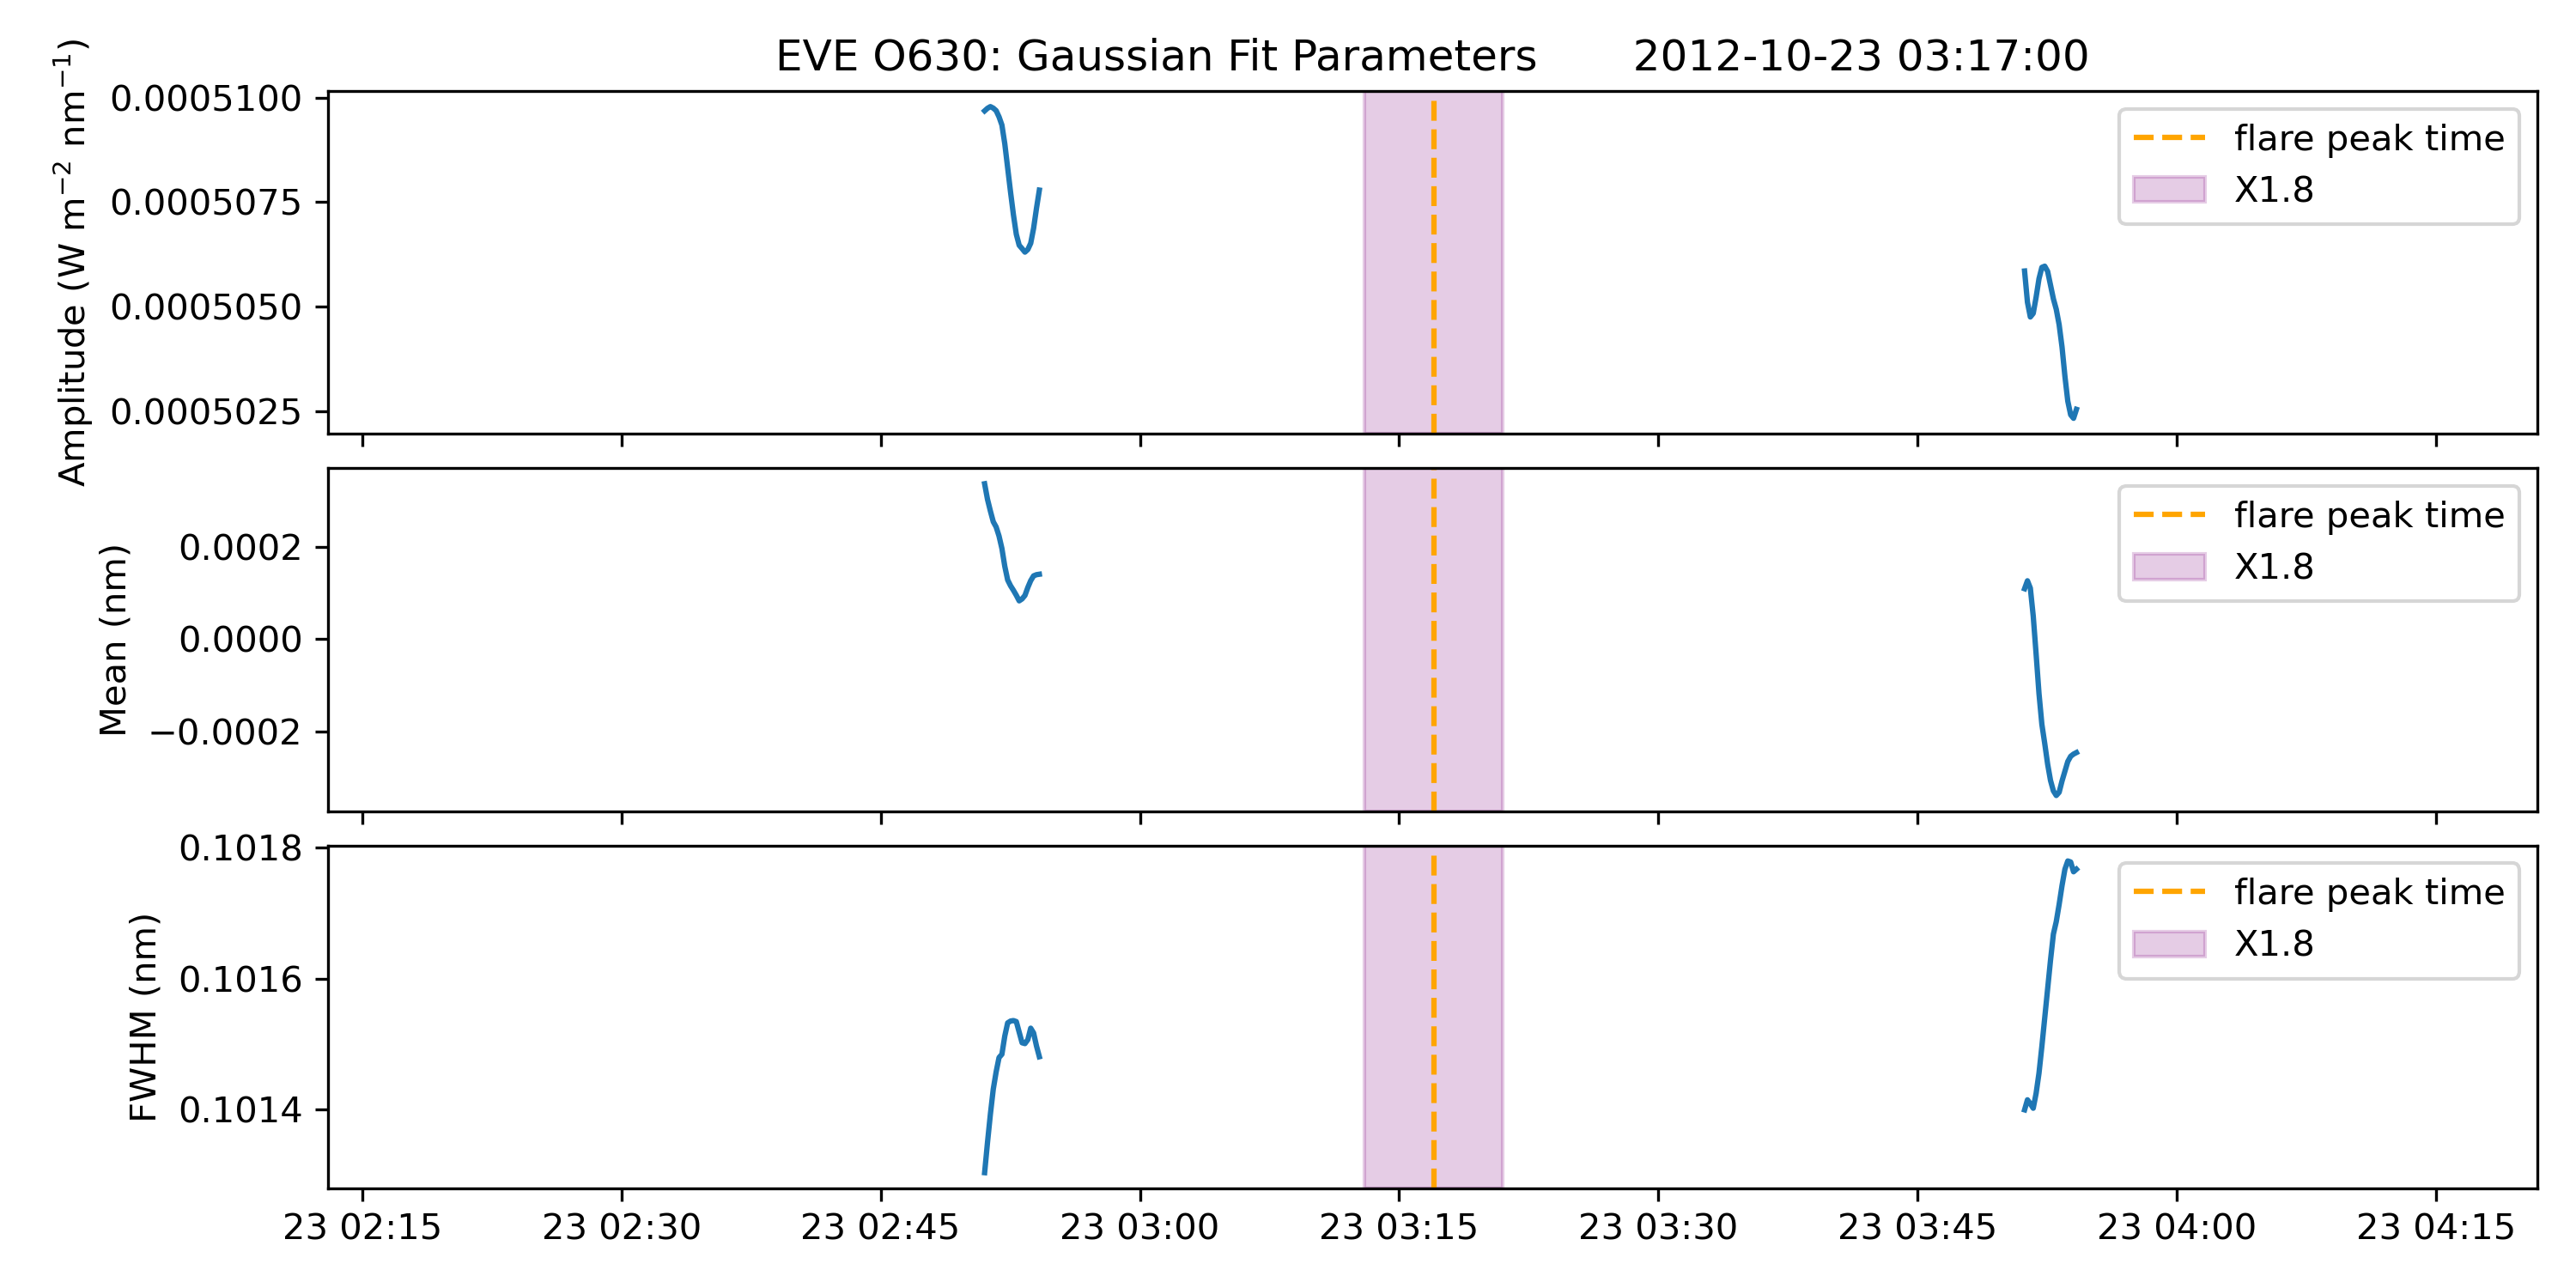 EVE O630: Gaussian Fit Parameters 2012-10-23 03:17:00
Amplitude (W m⁻² nm⁻¹)
0.0005100
0.0005075
0.0005050
0.0005025
flare peak time
X1.8
Mean (nm)
0.0002
0.0000
−0.0002
flare peak time
X1.8
FWHM (nm)
0.1018
0.1016
0.1014
flare peak time
X1.8
23 02:15 23 02:30 23 02:45 23 03:00 23 03:15 23 03:30 23 03:45 23 04:00 23 04:15